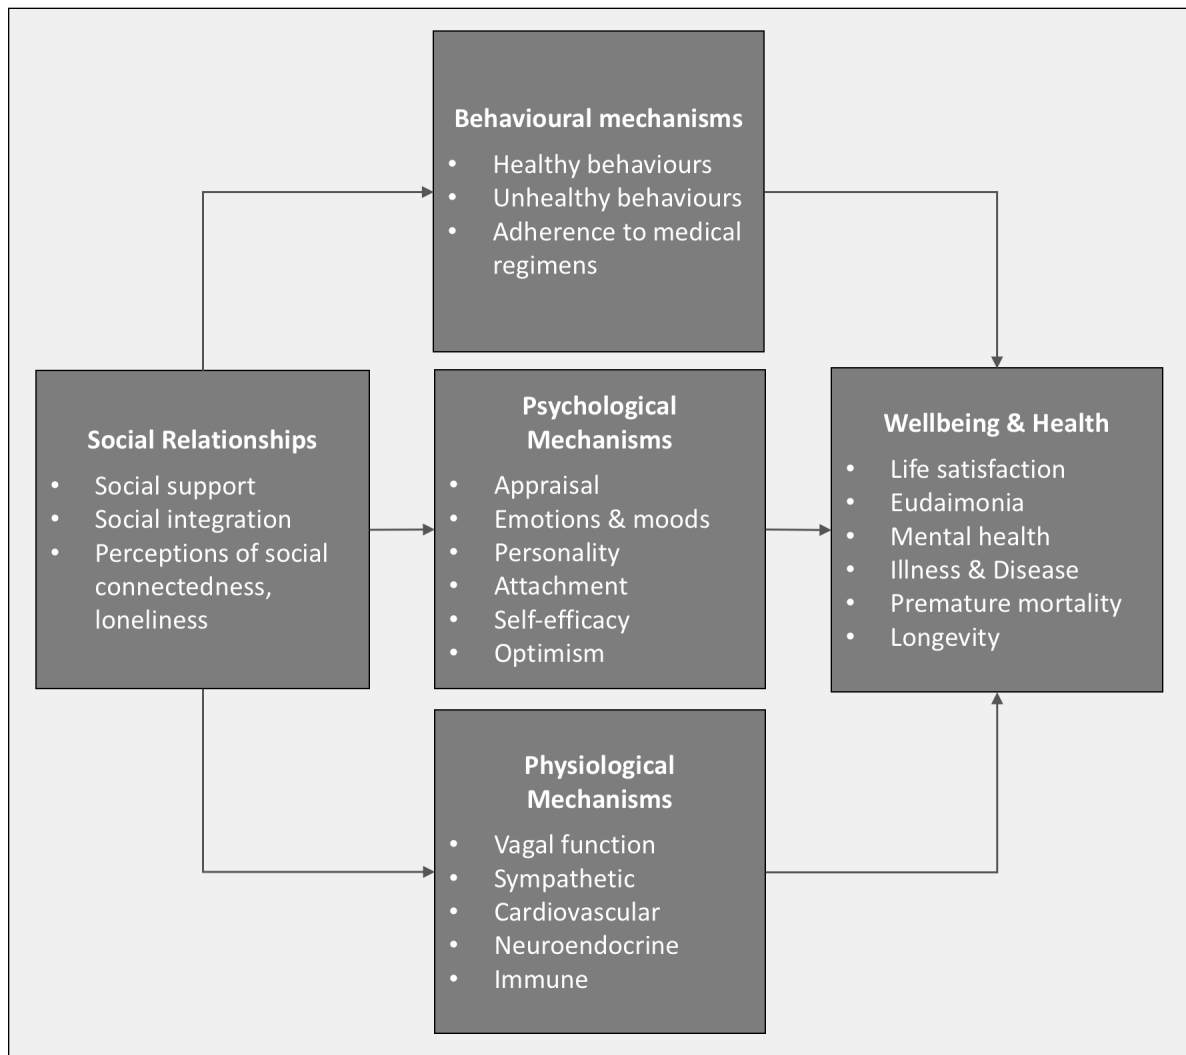 Behavioural mechanisms
• Healthy behaviours
• Unhealthy behaviours
• Adherence to medical
regimens
Social Relationships
• Social support
• Social integration
• Perceptions of social
connectedness,
loneliness
Psychological
Mechanisms
• Appraisal
• Emotions & moods
• Personality
• Attachment
• Self-efficacy
• Optimism
Wellbeing & Health
• Life satisfaction
• Eudaimonia
• Mental health
• Illness & Disease
• Premature mortality
• Longevity
Physiological
Mechanisms
• Vagal function
• Sympathetic
• Cardiovascular
• Neuroendocrine
• Immune